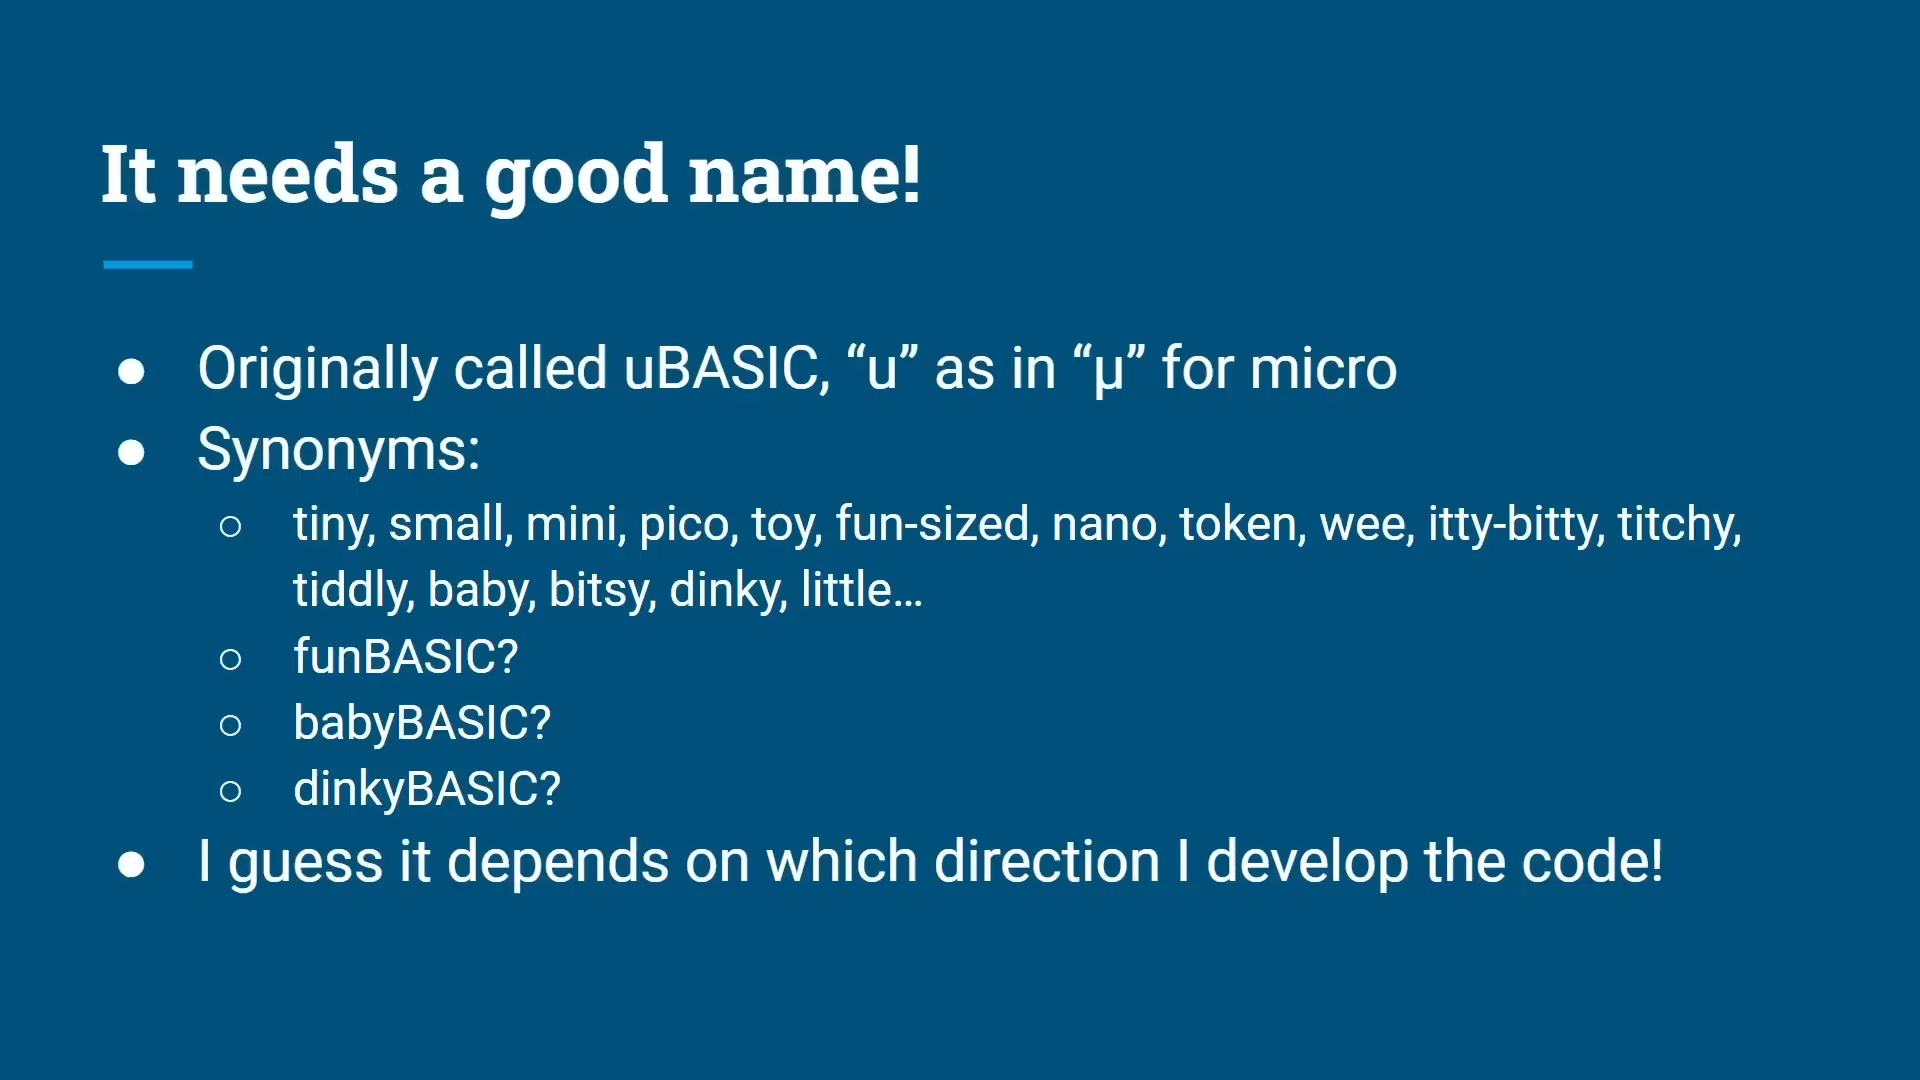 It needs a good name!
● Originally called uBASIC, “u” as in “µ” for micro
● Synonyms:
○ tiny, small, mini, pico, toy, fun-sized, nano, token, wee, itty-bitty, titchy,
tiddly, baby, bitsy, dinky, little…
○ funBASIC?
○ babyBASIC?
○ dinkyBASIC?
● I guess it depends on which direction I develop the code!